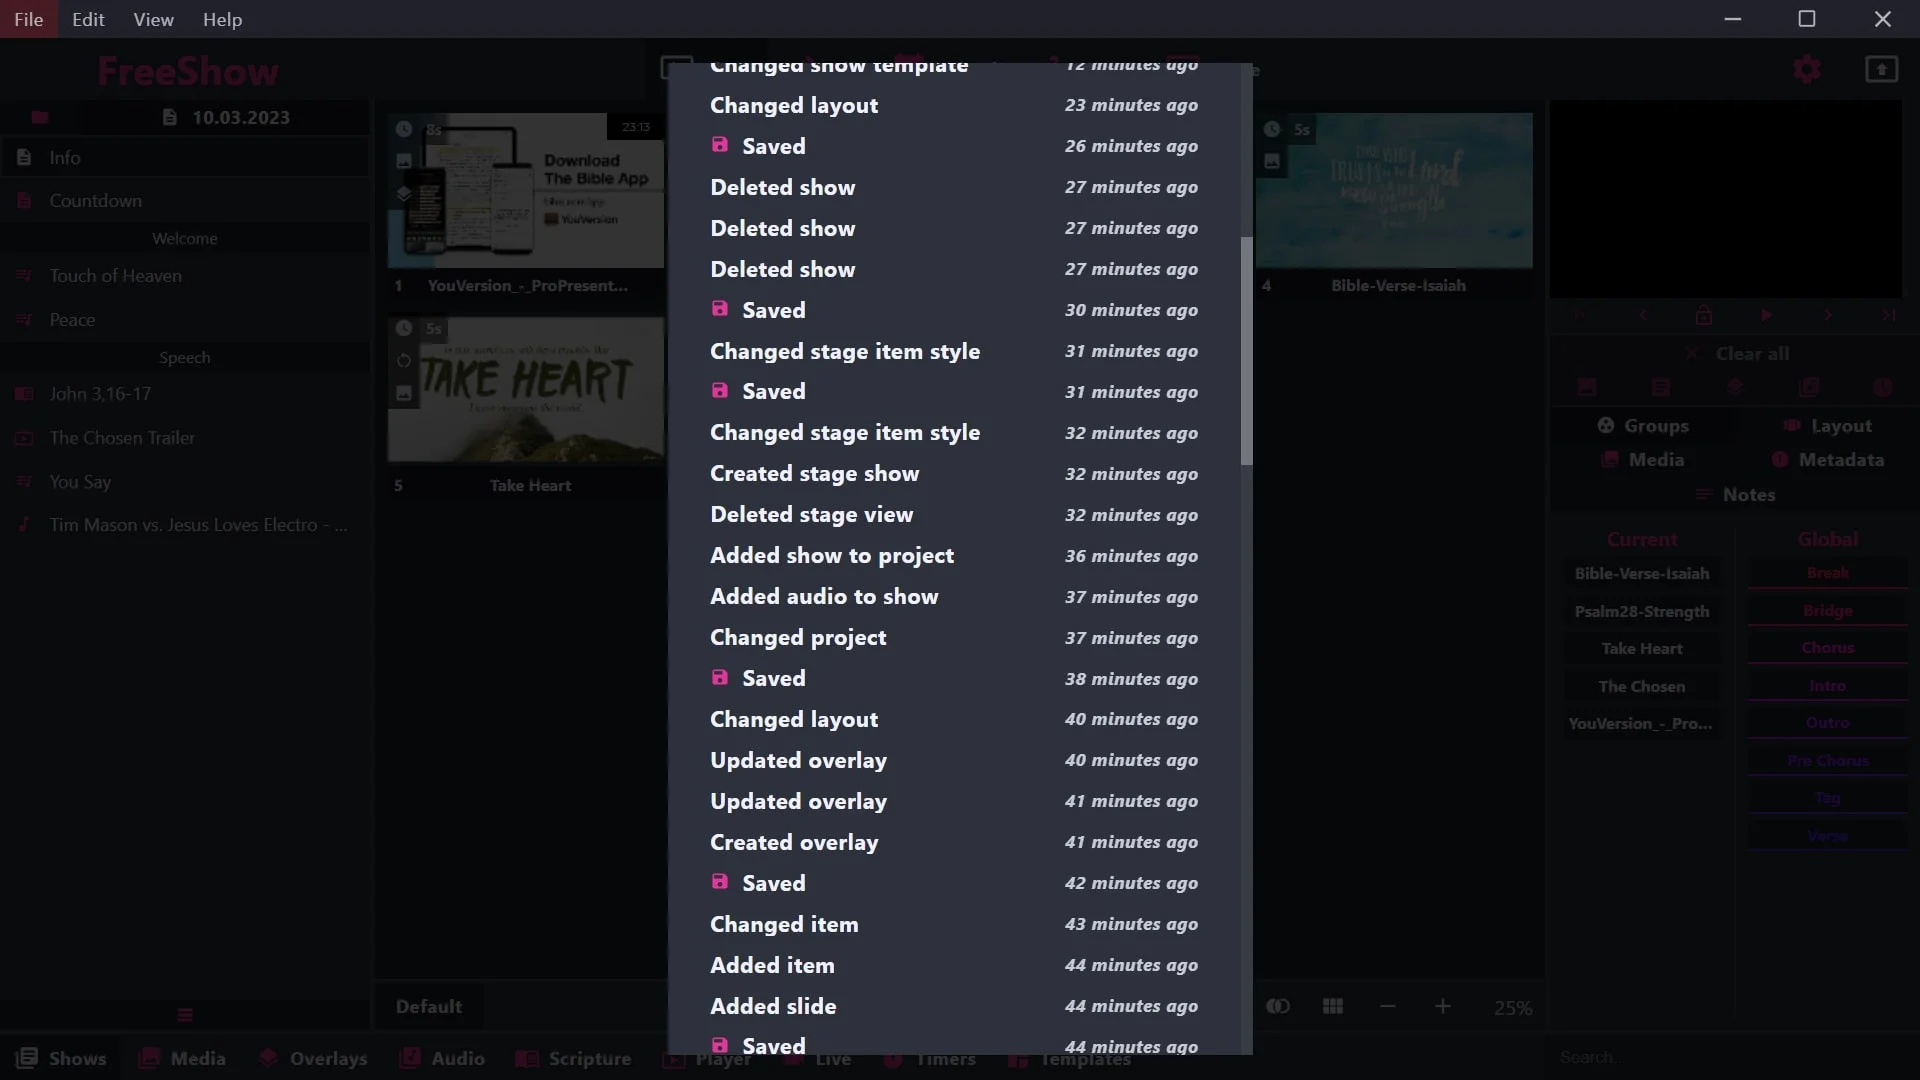 File Edit View Help
FreeShow
10.03.2023
Info
Countdown
Welcome
Touch of Heaven
Peace
Speech
John 3,16-17
The Chosen Trailer
You Say
Tim Mason vs. Jesus Loves Electro - ...
8s
23:13
Download
The Bible App
YouVersion
1 YouVersion_-_ProPresent...
5s
TAKE HEART
5 Take Heart
Changed show template 12 minutes ago
Changed layout 23 minutes ago
Saved 26 minutes ago
Deleted show 27 minutes ago
Deleted show 27 minutes ago
Deleted show 27 minutes ago
Saved 30 minutes ago
Changed stage item style 31 minutes ago
Saved 31 minutes ago
Changed stage item style 32 minutes ago
Created stage show 32 minutes ago
Deleted stage view 32 minutes ago
Added show to project 36 minutes ago
Added audio to show 37 minutes ago
Changed project 37 minutes ago
Saved 38 minutes ago
Changed layout 40 minutes ago
Updated overlay 40 minutes ago
Updated overlay 41 minutes ago
Created overlay 41 minutes ago
Saved 42 minutes ago
Changed item 43 minutes ago
Added item 44 minutes ago
Added slide 44 minutes ago
Saved 44 minutes ago
5s
TRUSTS in the Lord
strength
4 Bible-Verse-Isaiah
Clear all
Groups Layout
Media Metadata
Notes
Current Global
Bible-Verse-Isaiah Break
Psalm28-Strength Bridge
Take Heart Chorus
The Chosen Intro
YouVersion_-_Pro... Outro
Pre Chorus
Tag
Verse
Default
25%
Shows Media Overlays Audio Scripture Player Live Timers Templates
Search...